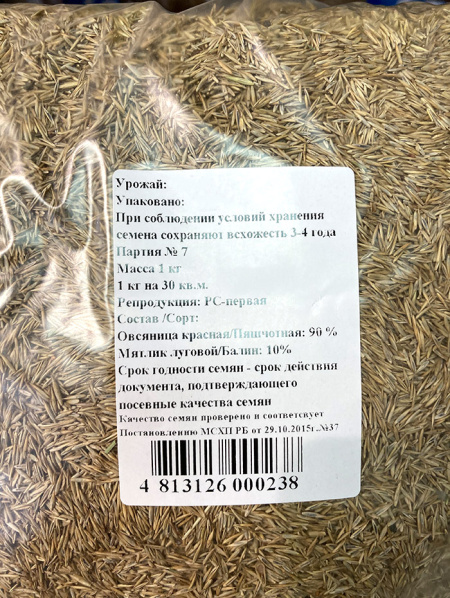 Урожай:
Упаковано:
При соблюдении условий хранения
семена сохраняют всхожесть 3-4 года
Партия № 7
Масса 1 кг
1 кг на 30 кв.м.
Репродукция: РС-первая
Состав /Сорт:
Овсяница красная/Пяшчотная: 90 %
Мятлик луговой/Балин: 10%
Срок годности семян - срок действия
документа, подтверждающего
посевные качества семян
Качество семян проверено и соответсвует
Постановлению МСХП РБ от 29.10.2015г.№37
4 813126 000238